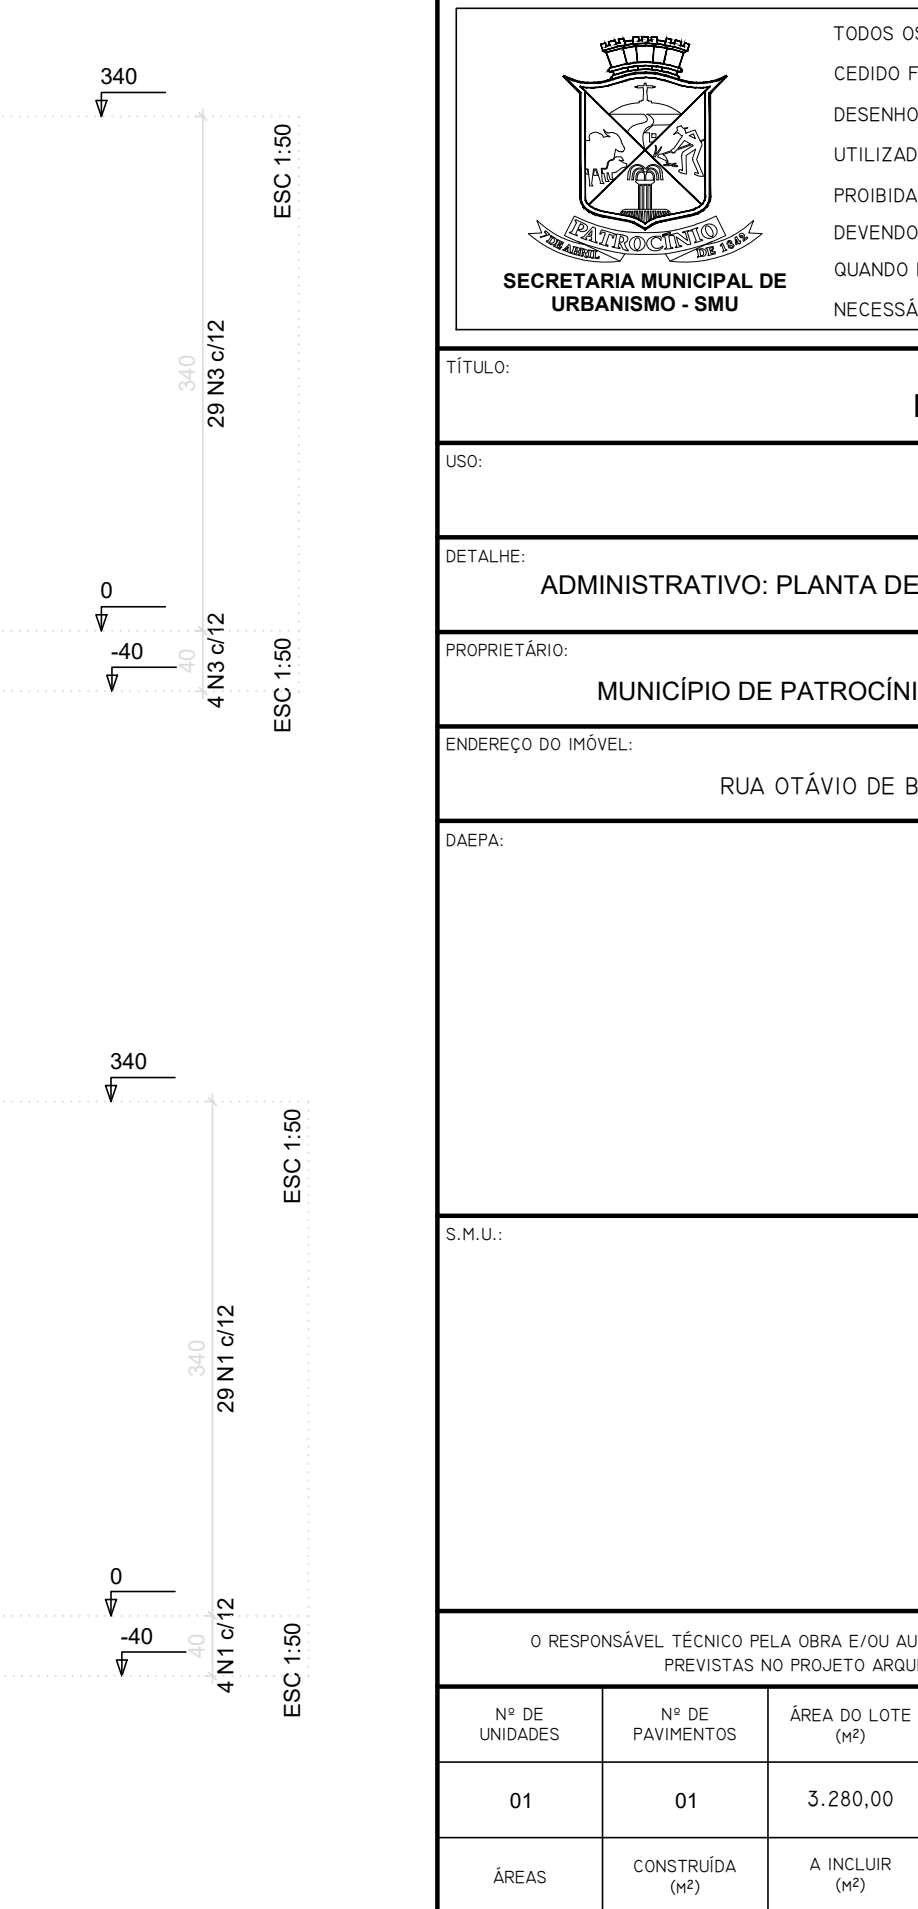 340
ESC 1:50
340
29 N3 c/12
0
-40
40
4 N3 c/12
ESC 1:50
340
ESC 1:50
340
29 N1 c/12
0
-40
40
4 N1 c/12
ESC 1:50
PATROCÍNIO
7 DE ABRIL DE 1842
SECRETARIA MUNICIPAL DE
URBANISMO - SMU
TODOS OS
CEDIDO F
DESENHO
UTILIZAD
PROIBIDA
DEVENDO
QUANDO
NECESSÁ
TÍTULO:
USO:
DETALHE:
ADMINISTRATIVO: PLANTA DE
PROPRIETÁRIO:
MUNICÍPIO DE PATROCÍNI
ENDEREÇO DO IMÓVEL:
RUA OTÁVIO DE B
DAEPA:
S.M.U.:
O RESPONSÁVEL TÉCNICO PELA OBRA E/OU AU
PREVISTAS NO PROJETO ARQU
Nº DE
UNIDADES
Nº DE
PAVIMENTOS
ÁREA DO LOTE
(M²)
01
01
3.280,00
ÁREAS
CONSTRUÍDA
(M²)
A INCLUIR
(M²)